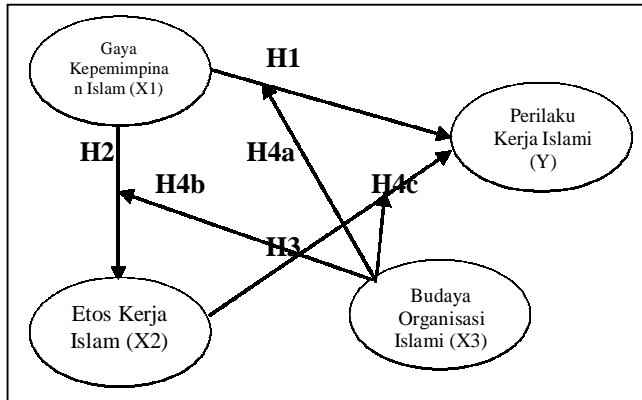 Gaya
Kepemimpina
n Islam (X1)
H1
Perilaku
Kerja Islami
(Y)
H2
H4a
H4b
H4c
H3
Etos Kerja
Islam (X2)
Budaya
Organisasi
Islami (X3)